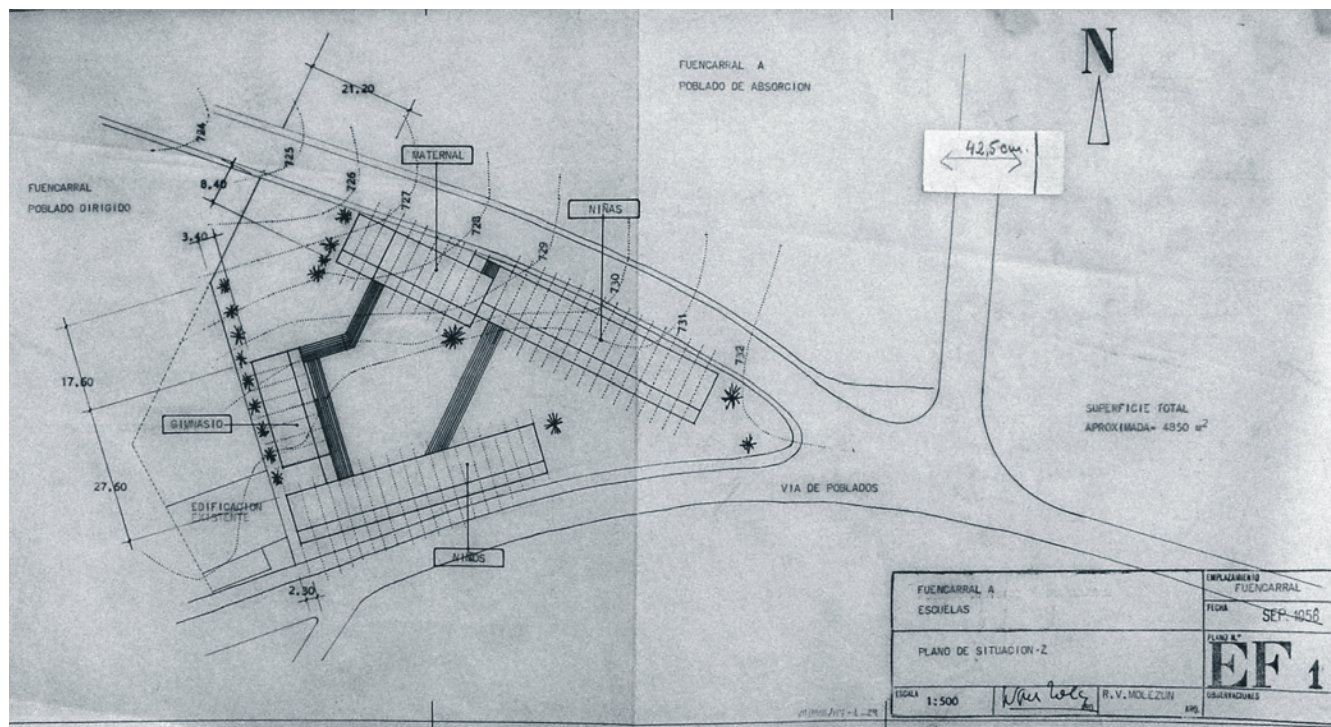 N
FUENCARRAL A
POBLADO DE ABSORCION
21.20
42,5 cm.
724
725
726
727
728
729
730
731
732
MATERNAL
8.40
FUENCARRAL
POBLADO DIRIGIDO
NIÑAS
3.40
17.60
GIMNASIO
SUPERFICIE TOTAL
APROXIMADA= 4850 m²
27.60
EDIFICACION
EXISTENTE
VIA DE POBLADOS
NIÑOS
2.30
FUENCARRAL A
ESCUELAS
EMPLAZAMIENTO
FUENCARRAL
FECHA
SEP. 1956
PLANO DE SITUACION-Z
PLANO N.º
EF 1
ESCALA
1:500
R.V.MOLEZUN
ARQ.
OBSERVACIONES